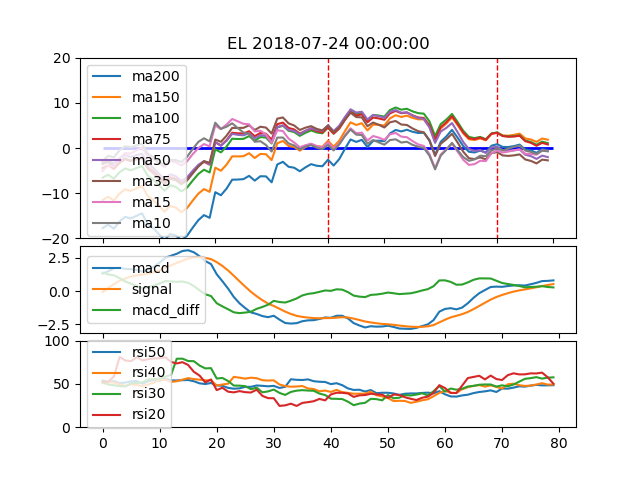 EL 2018-07-24 00:00:00
20
10
0
−10
−20
ma200
ma150
ma100
ma75
ma50
ma35
ma15
ma10
2.5
0.0
−2.5
macd
signal
macd_diff
100
50
0
rsi50
rsi40
rsi30
rsi20
0 10 20 30 40 50 60 70 80